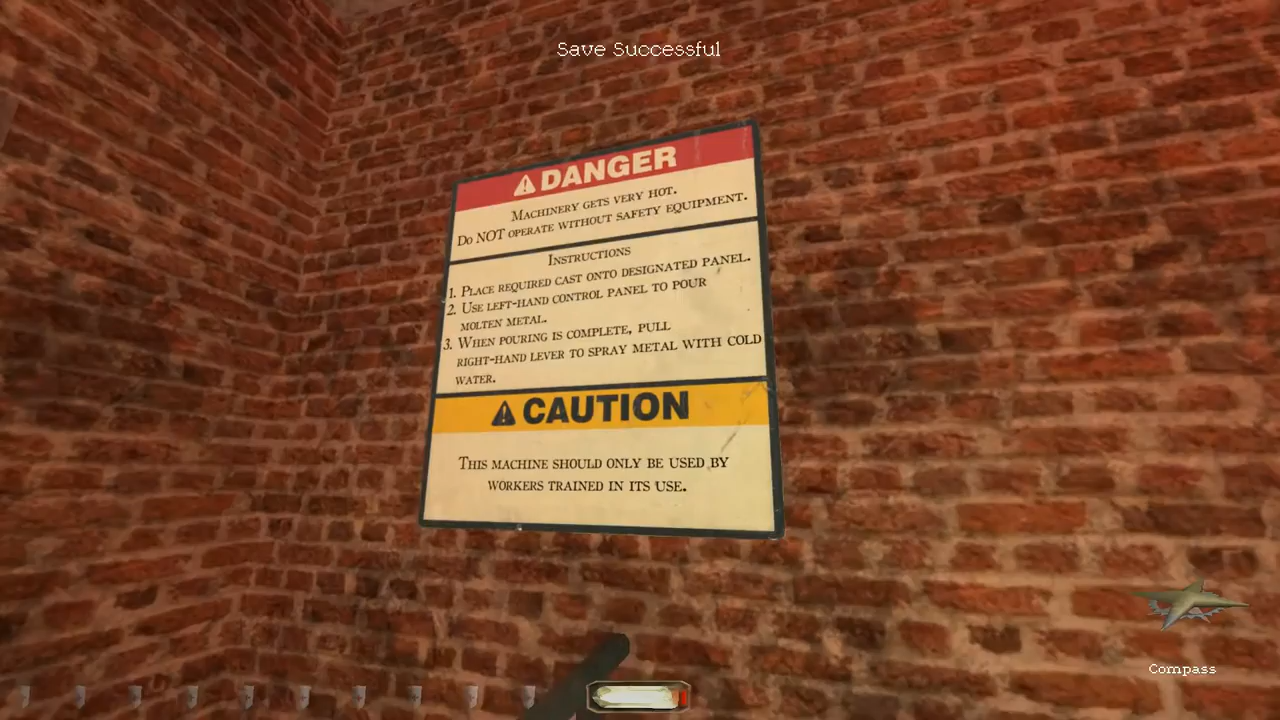 Save Successful
DANGER
Machinery gets very hot.
Do NOT operate without safety equipment.
Instructions
1. Place required cast onto designated panel.
2. Use left-hand control panel to pour
molten metal.
3. When pouring is complete, pull
right-hand lever to spray metal with cold
water.
CAUTION
This machine should only be used by
workers trained in its use.
Compass